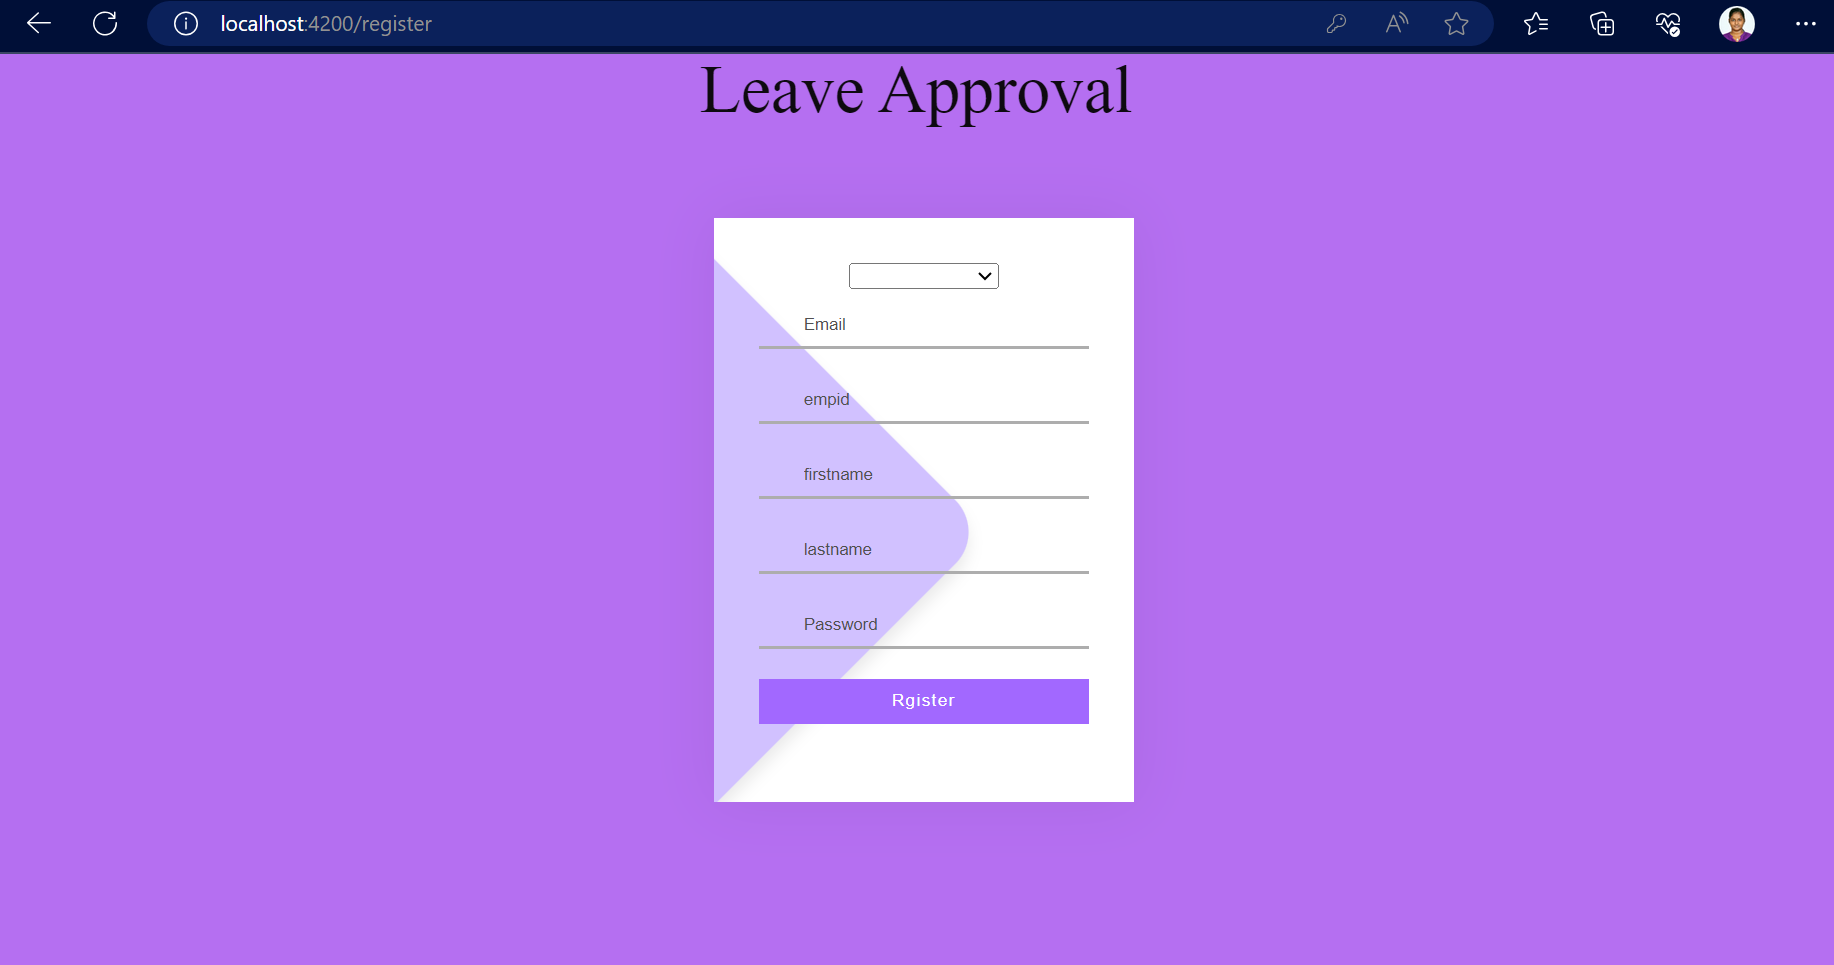 localhost:4200/register
Leave Approval
Email
empid
firstname
lastname
Password
Rgister